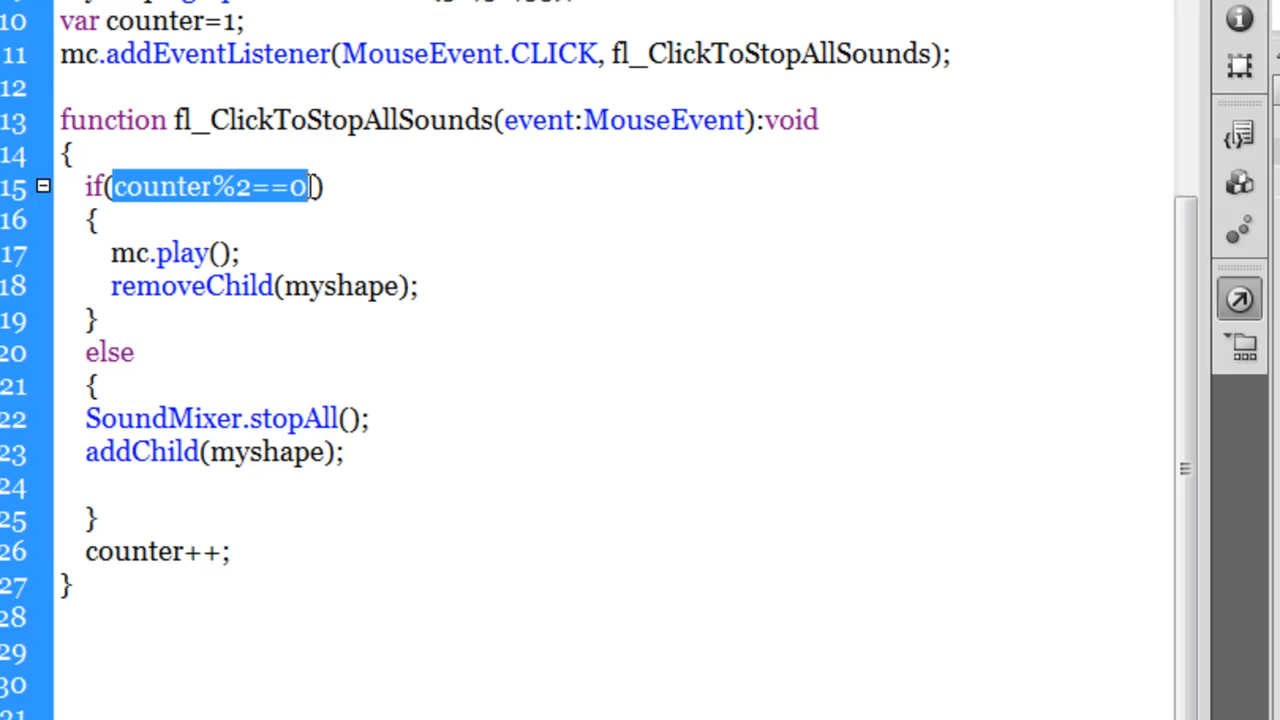 10 var counter=1;
11 mc.addEventListener(MouseEvent.CLICK, fl_ClickToStopAllSounds);
12
13 function fl_ClickToStopAllSounds(event:MouseEvent):void
14 {
15 if(counter%2==0)
16 {
17 mc.play();
18 removeChild(myshape);
19 }
20 else
21 {
22 SoundMixer.stopAll();
23 addChild(myshape);
24
25 }
26 counter++;
27 }
28
29
30